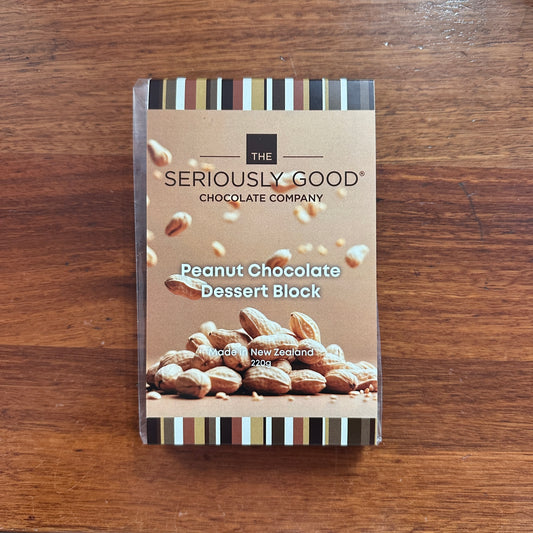 THE
SERIOUSLY GOOD®
CHOCOLATE COMPANY
Peanut Chocolate
Dessert Block
Made in New Zealand
220g